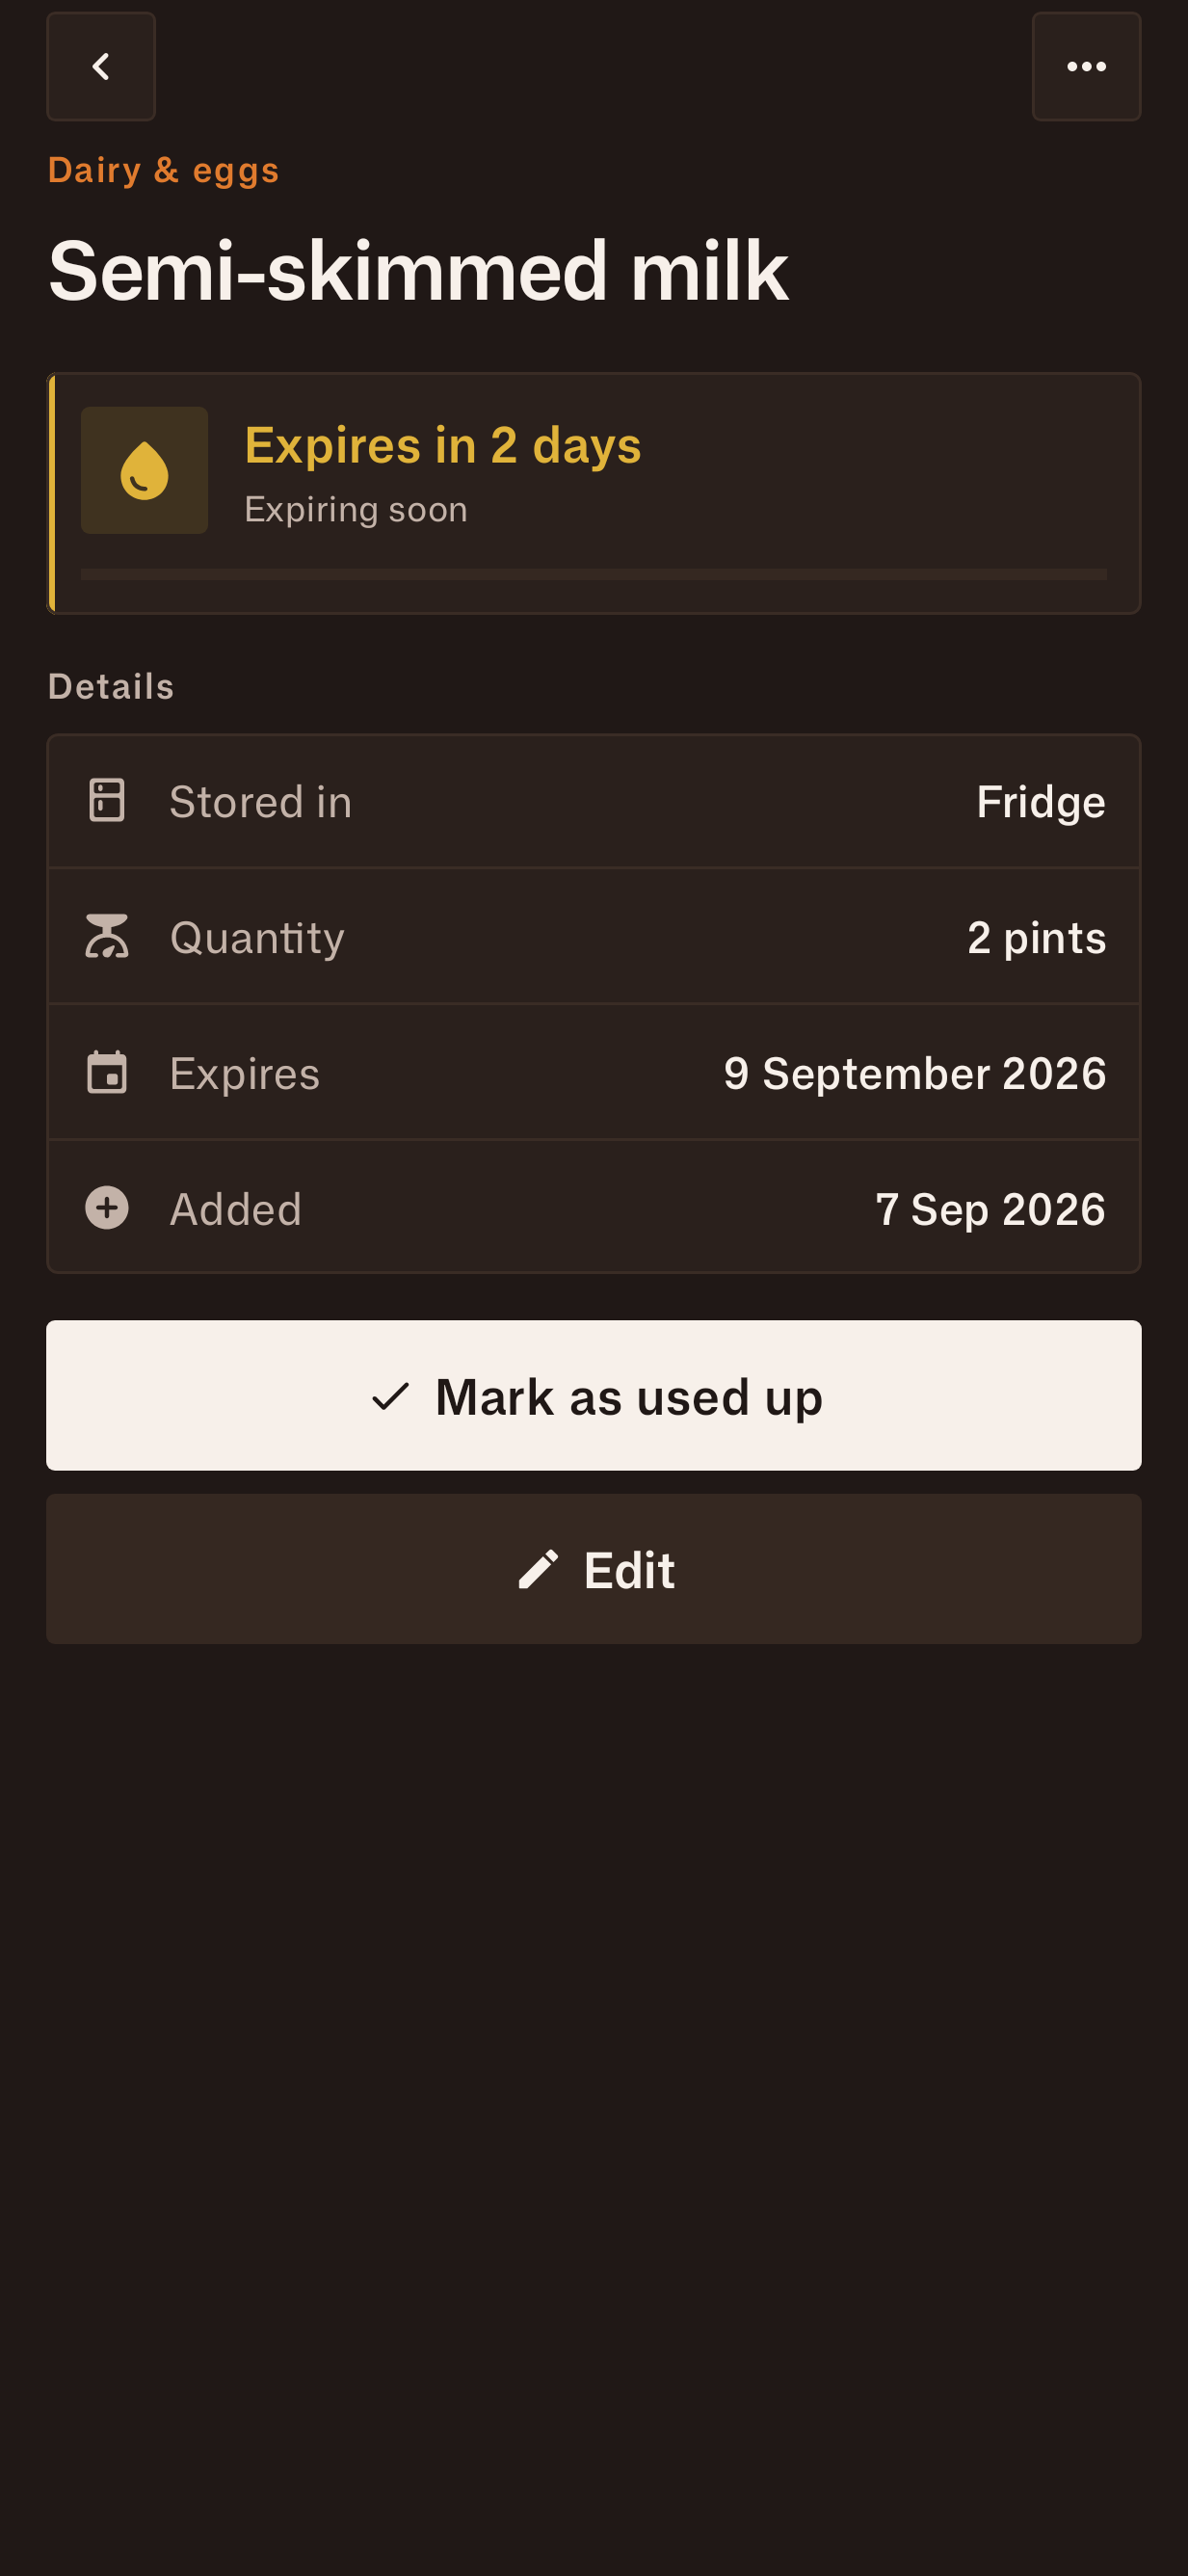 Dairy & eggs
Semi-skimmed milk
Expires in 2 days
Expiring soon
Details
Stored in Fridge
Quantity 2 pints
Expires 9 September 2026
Added 7 Sep 2026
Mark as used up
Edit